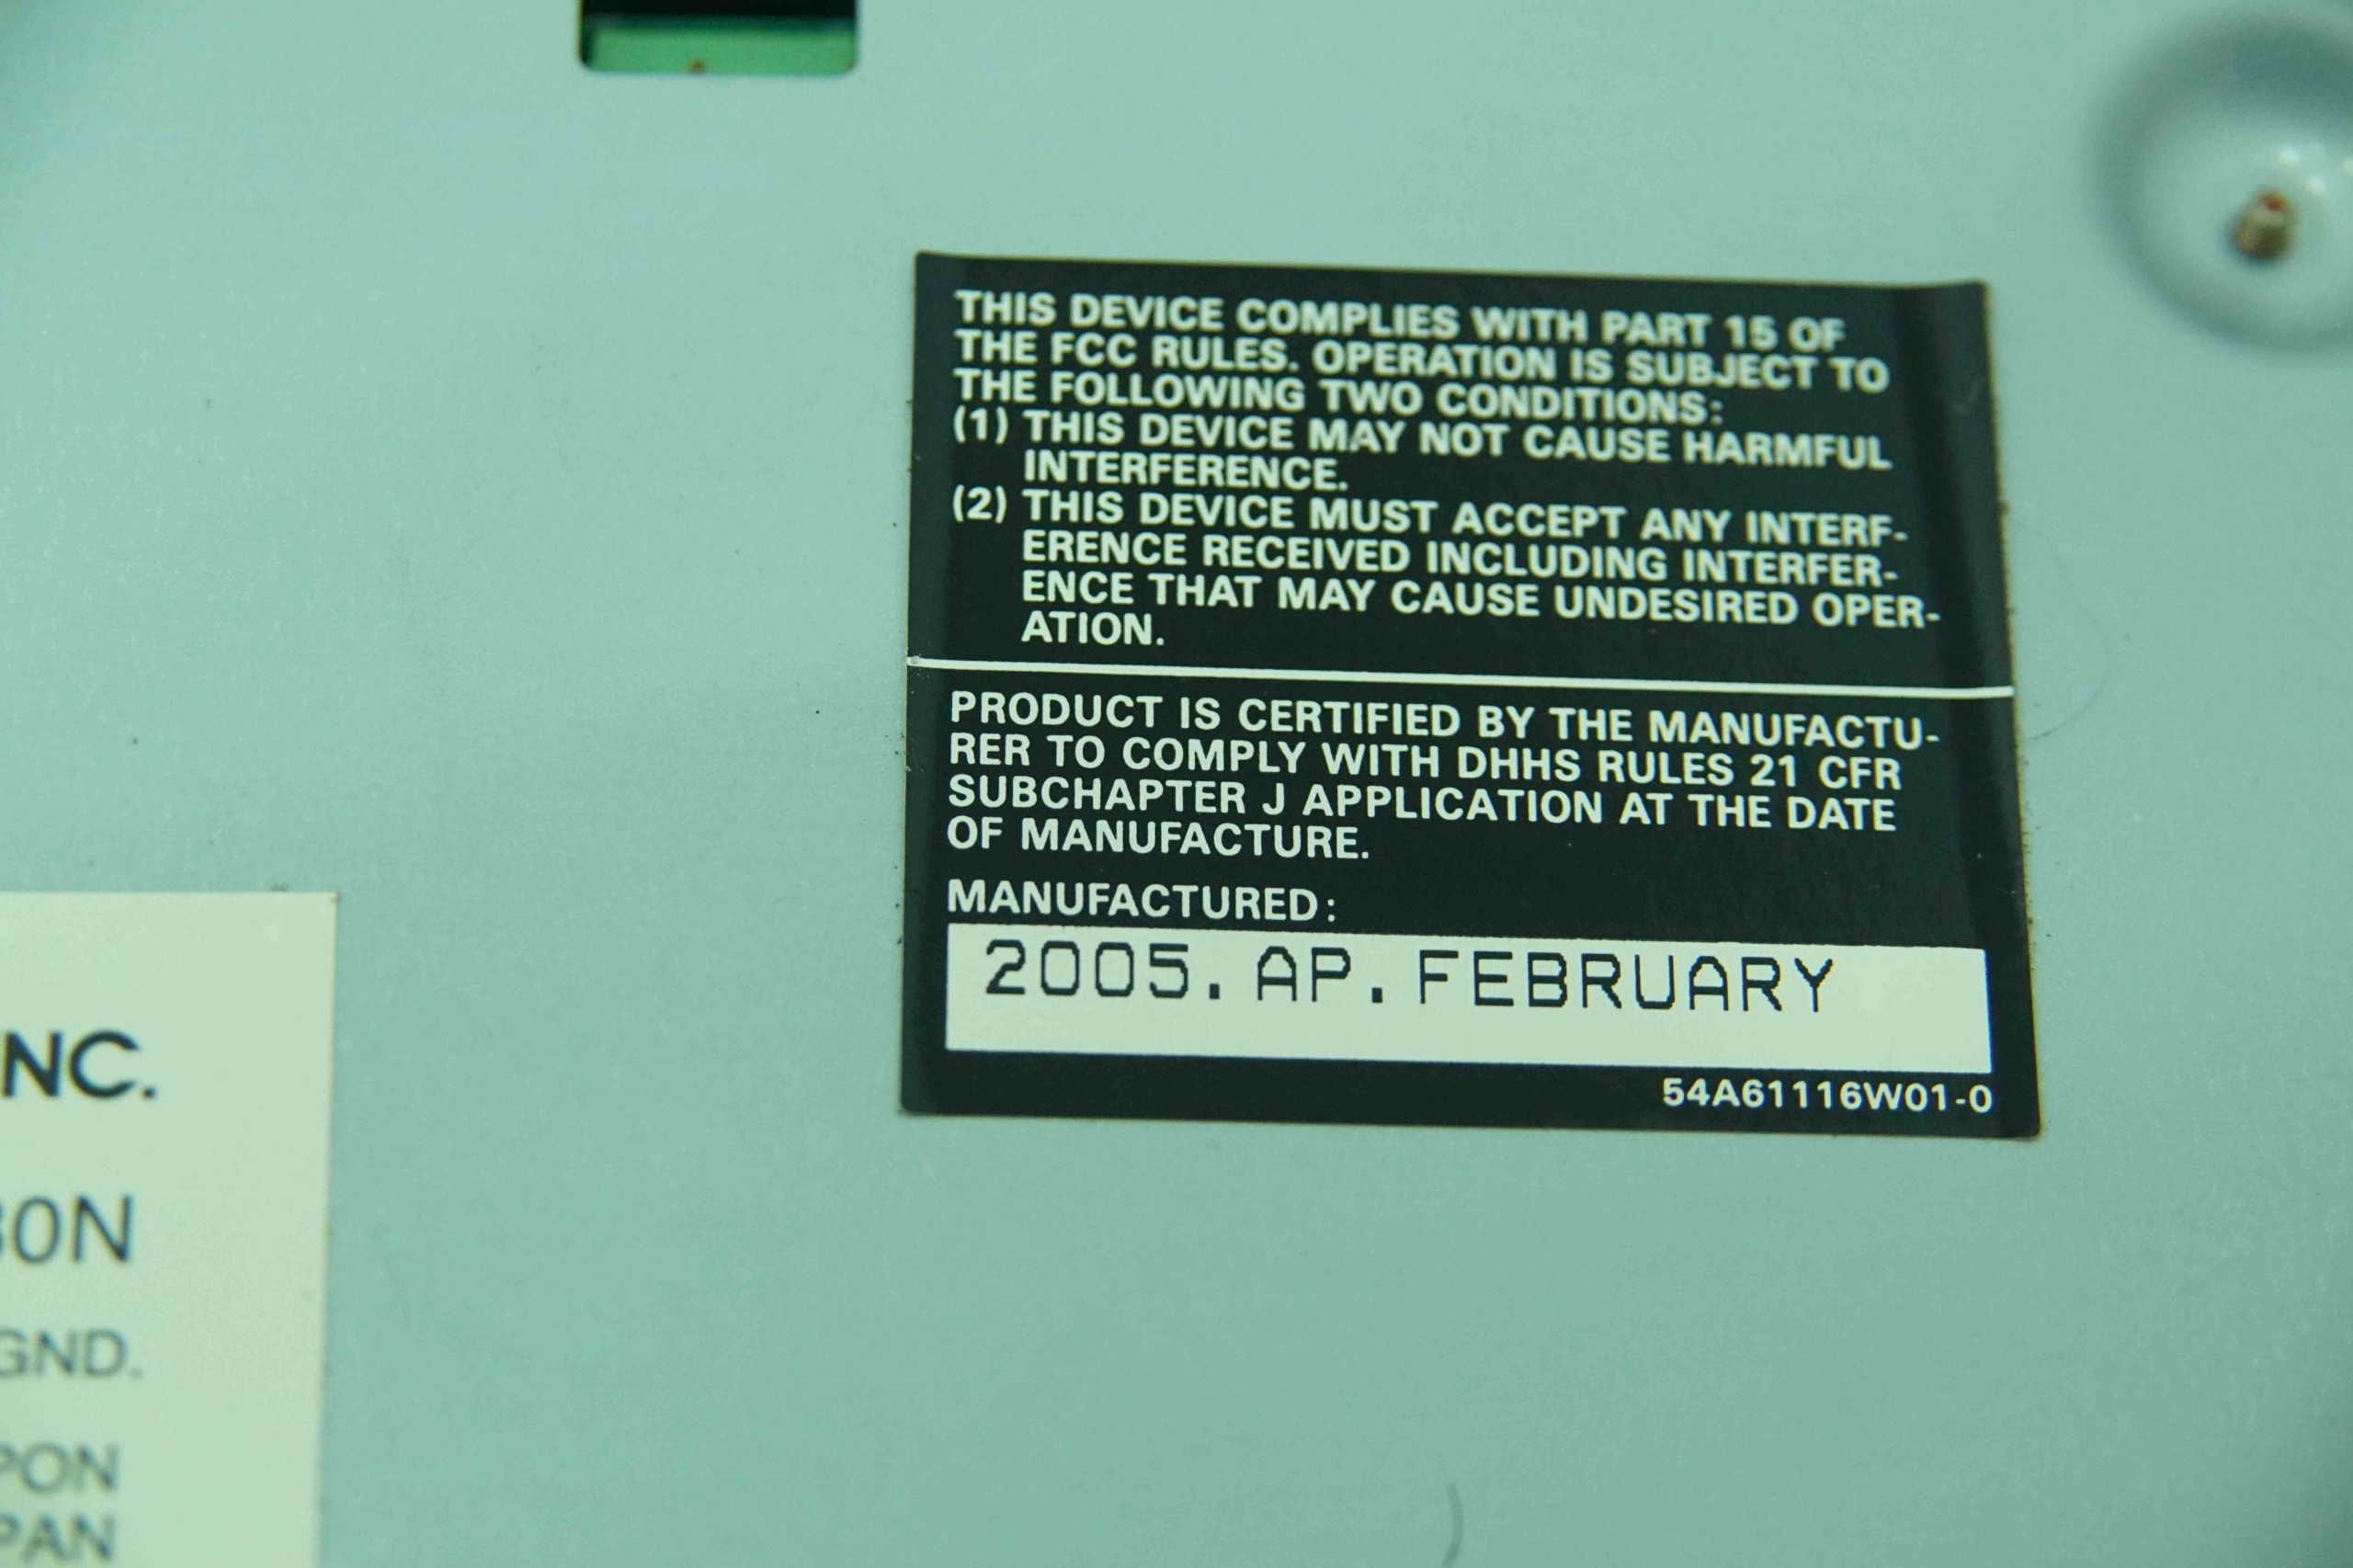 THIS DEVICE COMPLIES WITH PART 15 OF
THE FCC RULES. OPERATION IS SUBJECT TO
THE FOLLOWING TWO CONDITIONS:
(1) THIS DEVICE MAY NOT CAUSE HARMFUL
INTERFERENCE.
(2) THIS DEVICE MUST ACCEPT ANY INTERF-
ERENCE RECEIVED INCLUDING INTERFER-
ENCE THAT MAY CAUSE UNDESIRED OPER-
ATION.
PRODUCT IS CERTIFIED BY THE MANUFACTU-
RER TO COMPLY WITH DHHS RULES 21 CFR
SUBCHAPTER J APPLICATION AT THE DATE
OF MANUFACTURE.
MANUFACTURED:
2005. AP. FEBRUARY
54A61116W01-0
NC.
0N
GND.
PON
PAN